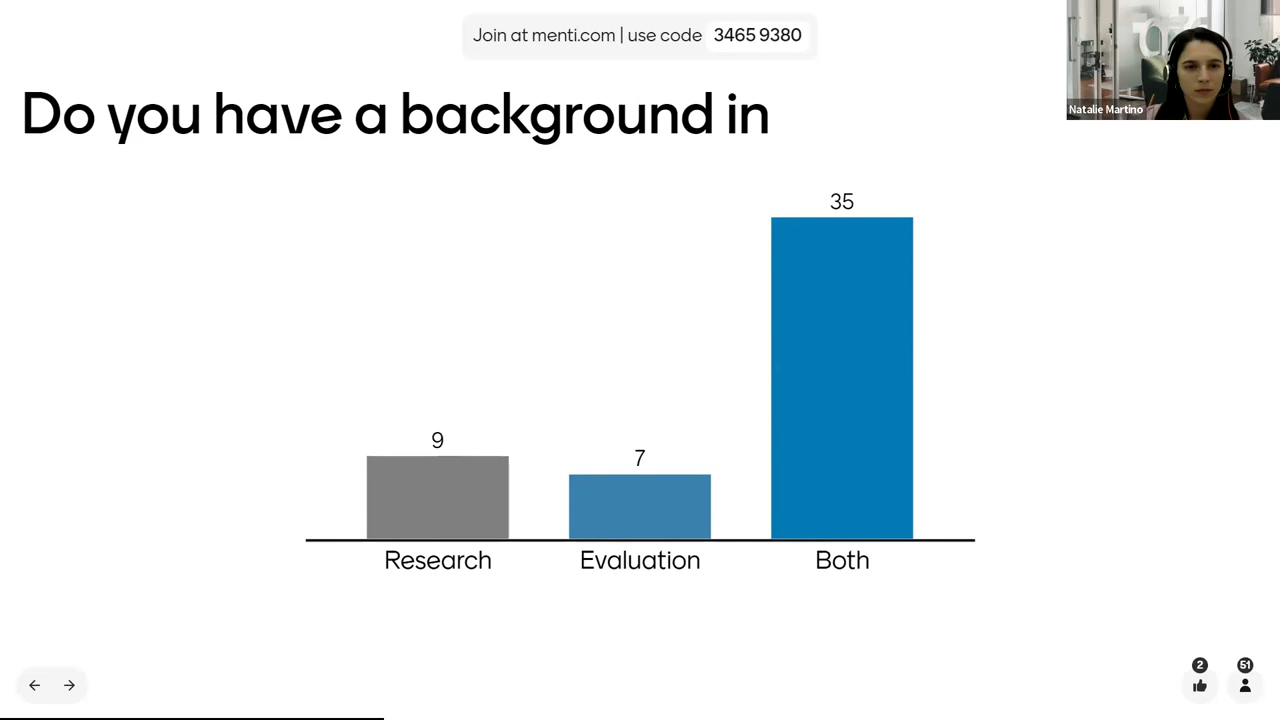 Join at menti.com | use code 3465 9380
Natalie Martino
Do you have a background in
35
9
7
Research
Evaluation
Both
2
51